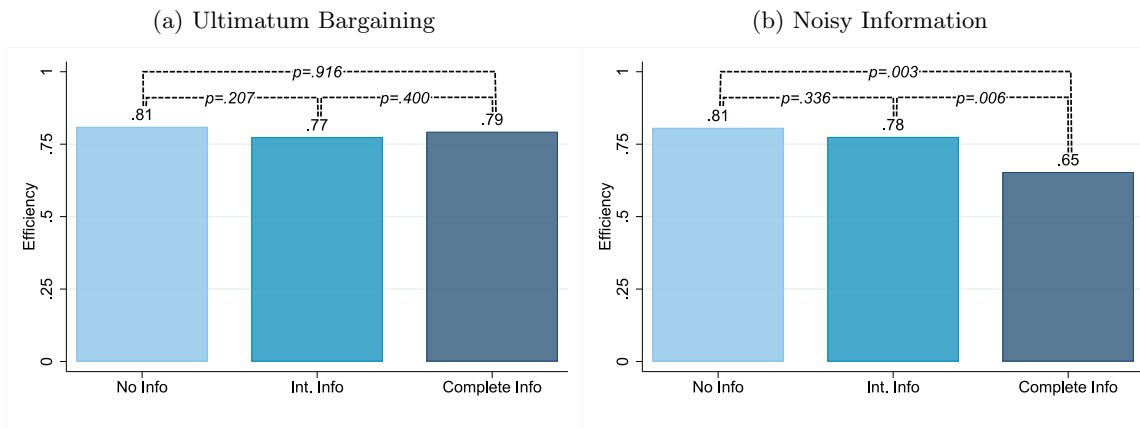 (a) Ultimatum Bargaining
Efficiency
1
.75
.5
.25
0
p=.916
p=.207
p=.400
.81
.77
.79
No Info
Int. Info
Complete Info
(b) Noisy Information
Efficiency
1
.75
.5
.25
0
p=.003
p=.336
p=.006
.81
.78
.65
No Info
Int. Info
Complete Info